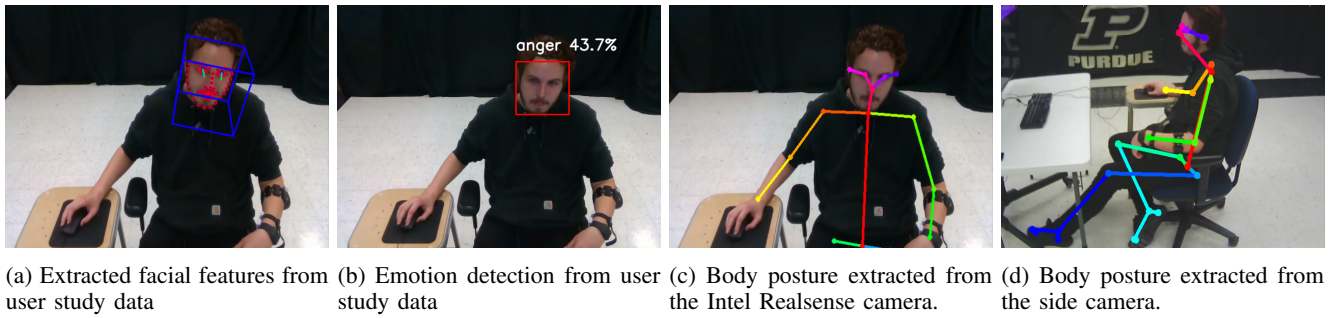 anger 43.7%
P
PURDUE
(a) Extracted facial features from
user study data
(b) Emotion detection from user
study data
(c) Body posture extracted from
the Intel Realsense camera.
(d) Body posture extracted from
the side camera.